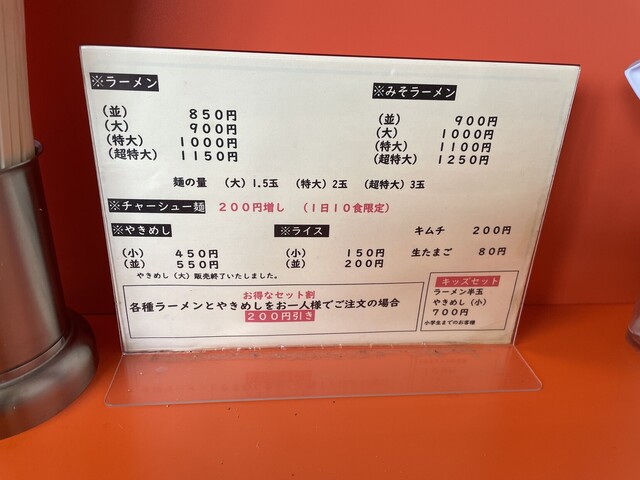 ※ラーメン
(並) 850円
(大) 900円
(特大) 1000円
(超特大) 1150円
※みそラーメン
(並) 900円
(大) 1000円
(特大) 1100円
(超特大) 1250円
麺の量 (大)1.5玉 (特大)2玉 (超特大)3玉
※チャーシュー麺 200円増し (1日10食限定)
※やきめし
(小) 450円
(並) 550円
やきめし(大)販売終了いたしました。
※ライス
(小) 150円
(並) 200円
キムチ 200円
生たまご 80円
お得なセット割
各種ラーメンとやきめしをお一人様でご注文の場合
200円引き
キッズセット
ラーメン半玉
やきめし(小)
700円
小学生までのお客様